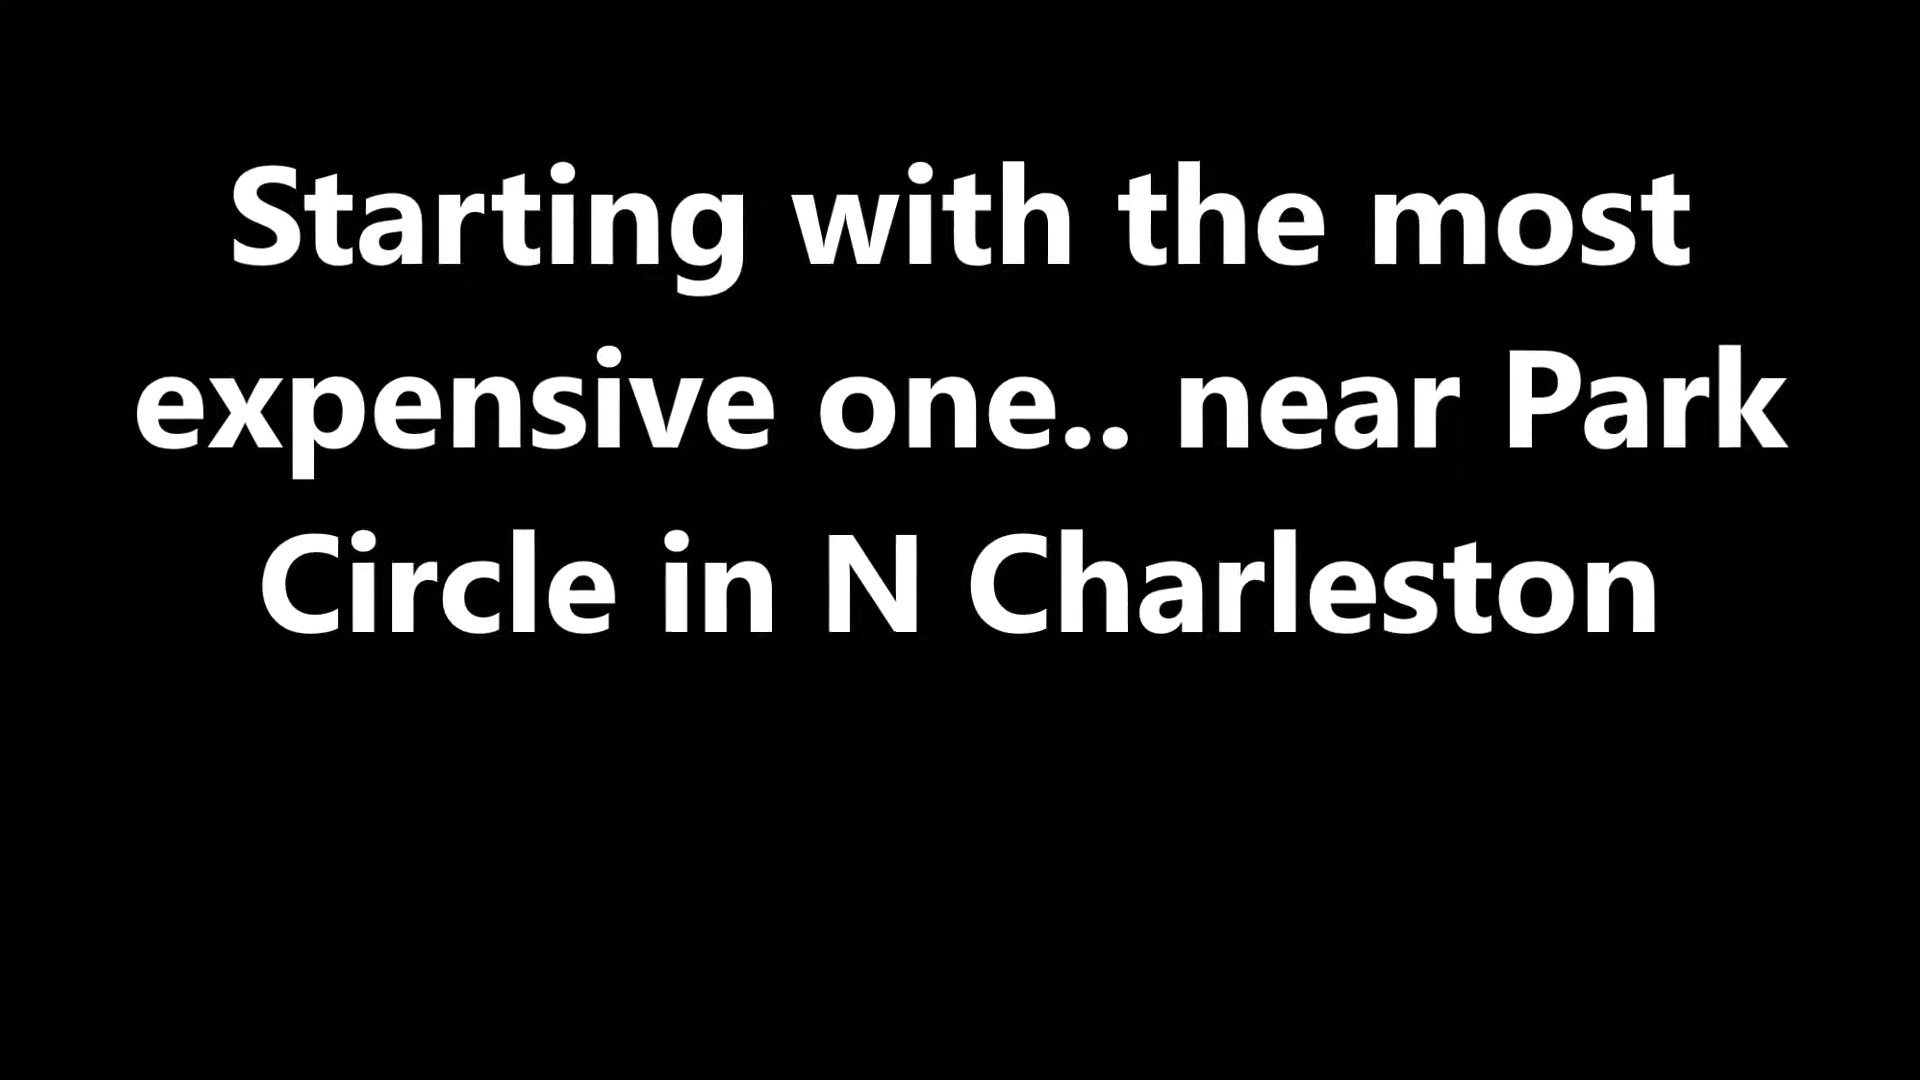 Starting with the most
expensive one.. near Park
Circle in N Charleston